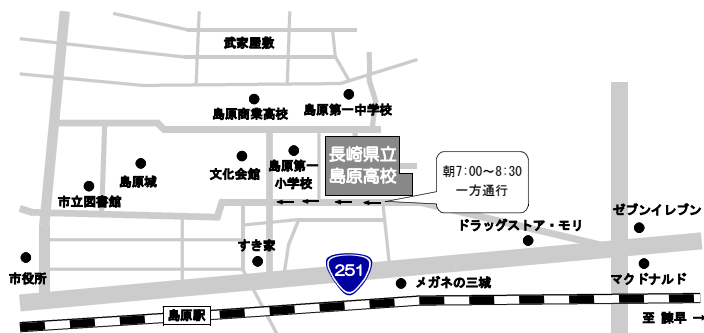 武家屋敷
島原商業高校
島原第一中学校
長崎県立
島原高校
島原第一
小学校
文化会館
島原城
市立図書館
朝7:00〜8:30
一方通行
ゼブンイレブン
ドラッグストア・モリ
すき家
市役所
251
メガネの三城
マクドナルド
島原駅
至 諫早 →